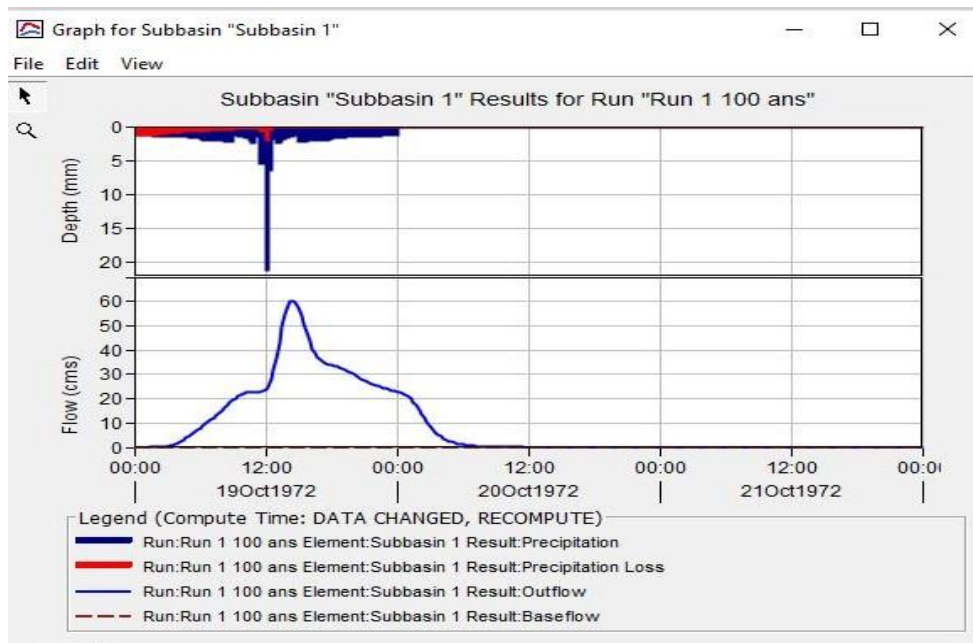 Graph for Subbasin "Subbasin 1"
File Edit View
Subbasin "Subbasin 1" Results for Run "Run 1 100 ans"
Depth (mm)
0
5
10
15
20
Flow (cms)
60
50
40
30
20
10
0
00:00 12:00 00:00 12:00 00:00 12:00 00:0
19Oct1972 20Oct1972 21Oct1972
Legend (Compute Time: DATA CHANGED, RECOMPUTE)
Run:Run 1 100 ans Element:Subbasin 1 Result:Precipitation
Run:Run 1 100 ans Element:Subbasin 1 Result:Precipitation Loss
Run:Run 1 100 ans Element:Subbasin 1 Result:Outflow
Run:Run 1 100 ans Element:Subbasin 1 Result:Baseflow